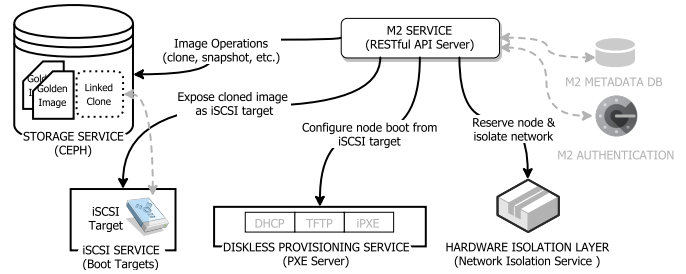 M2 SERVICE
(RESTful API Server)
Image Operations
(clone, snapshot, etc.)
Golden
Image
Linked
Clone
M2 METADATA DB
Expose cloned image
as iSCSI target
Configure node boot from
iSCSI target
Reserve node &
isolate network
STORAGE SERVICE
(CEPH)
M2 AUTHENTICATION
iSCSI
Target
DHCP TFTP iPXE
iSCSI SERVICE
(Boot Targets)
DISKLESS PROVISIONING SERVICE
(PXE Server)
HARDWARE ISOLATION LAYER
(Network Isolation Service )